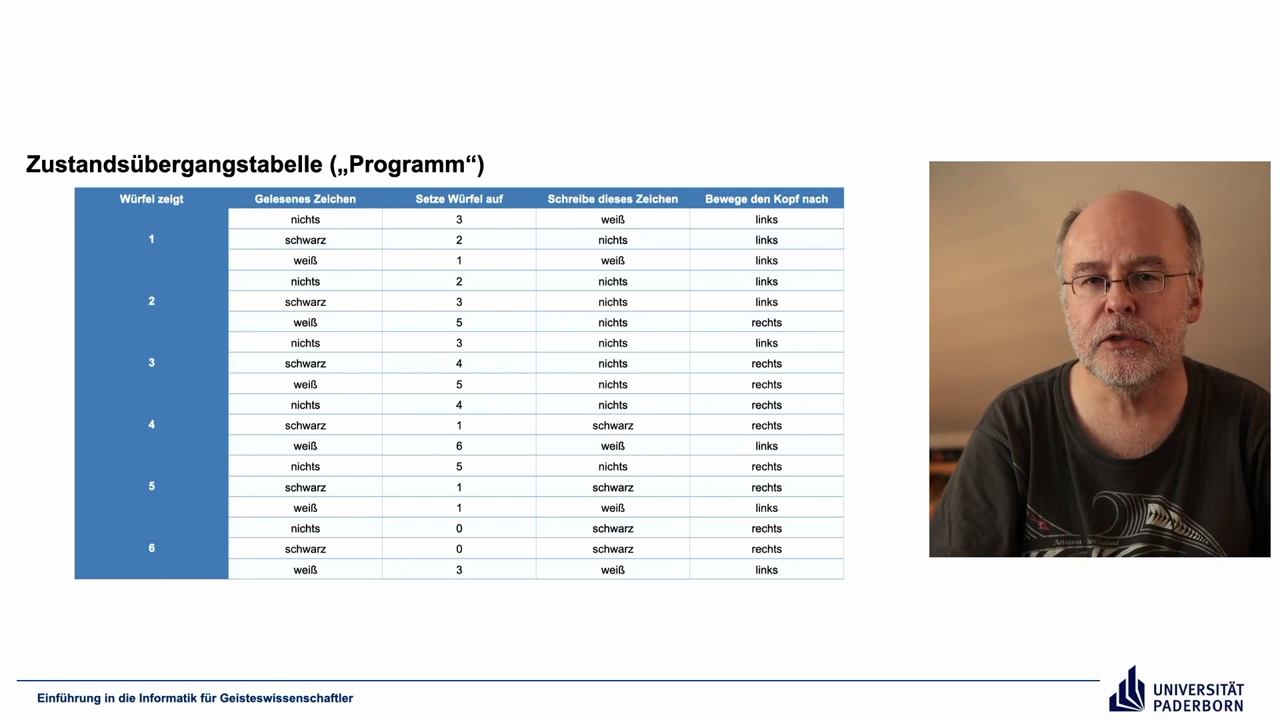 Zustandsübergangstabelle („Programm“)
Würfel zeigt Gelesenes Zeichen Setze Würfel auf Schreibe dieses Zeichen Bewege den Kopf nach
nichts 3 weiß links
1 schwarz 2 nichts links
weiß 1 weiß links
nichts 2 nichts links
2 schwarz 3 nichts links
weiß 5 nichts rechts
nichts 3 nichts links
3 schwarz 4 nichts rechts
weiß 5 nichts rechts
nichts 4 nichts rechts
4 schwarz 1 schwarz rechts
weiß 6 weiß links
nichts 5 nichts rechts
5 schwarz 1 schwarz rechts
weiß 1 weiß links
nichts 0 schwarz rechts
6 schwarz 0 schwarz rechts
weiß 3 weiß links
Einführung in die Informatik für Geisteswissenschaftler
UNIVERSITÄT
PADERBORN